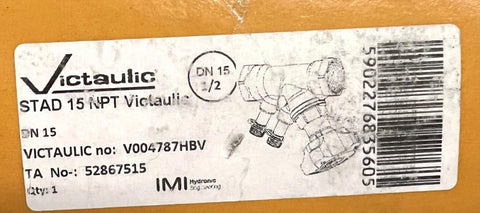 Victaulic
STAD 15 NPT Victaulic
DN 15
1/2
DN 15
VICTAULIC no: V004787HBV
TA No-: 52867515
Qty: 1
IMI Hydronic Engineering
5902276835605